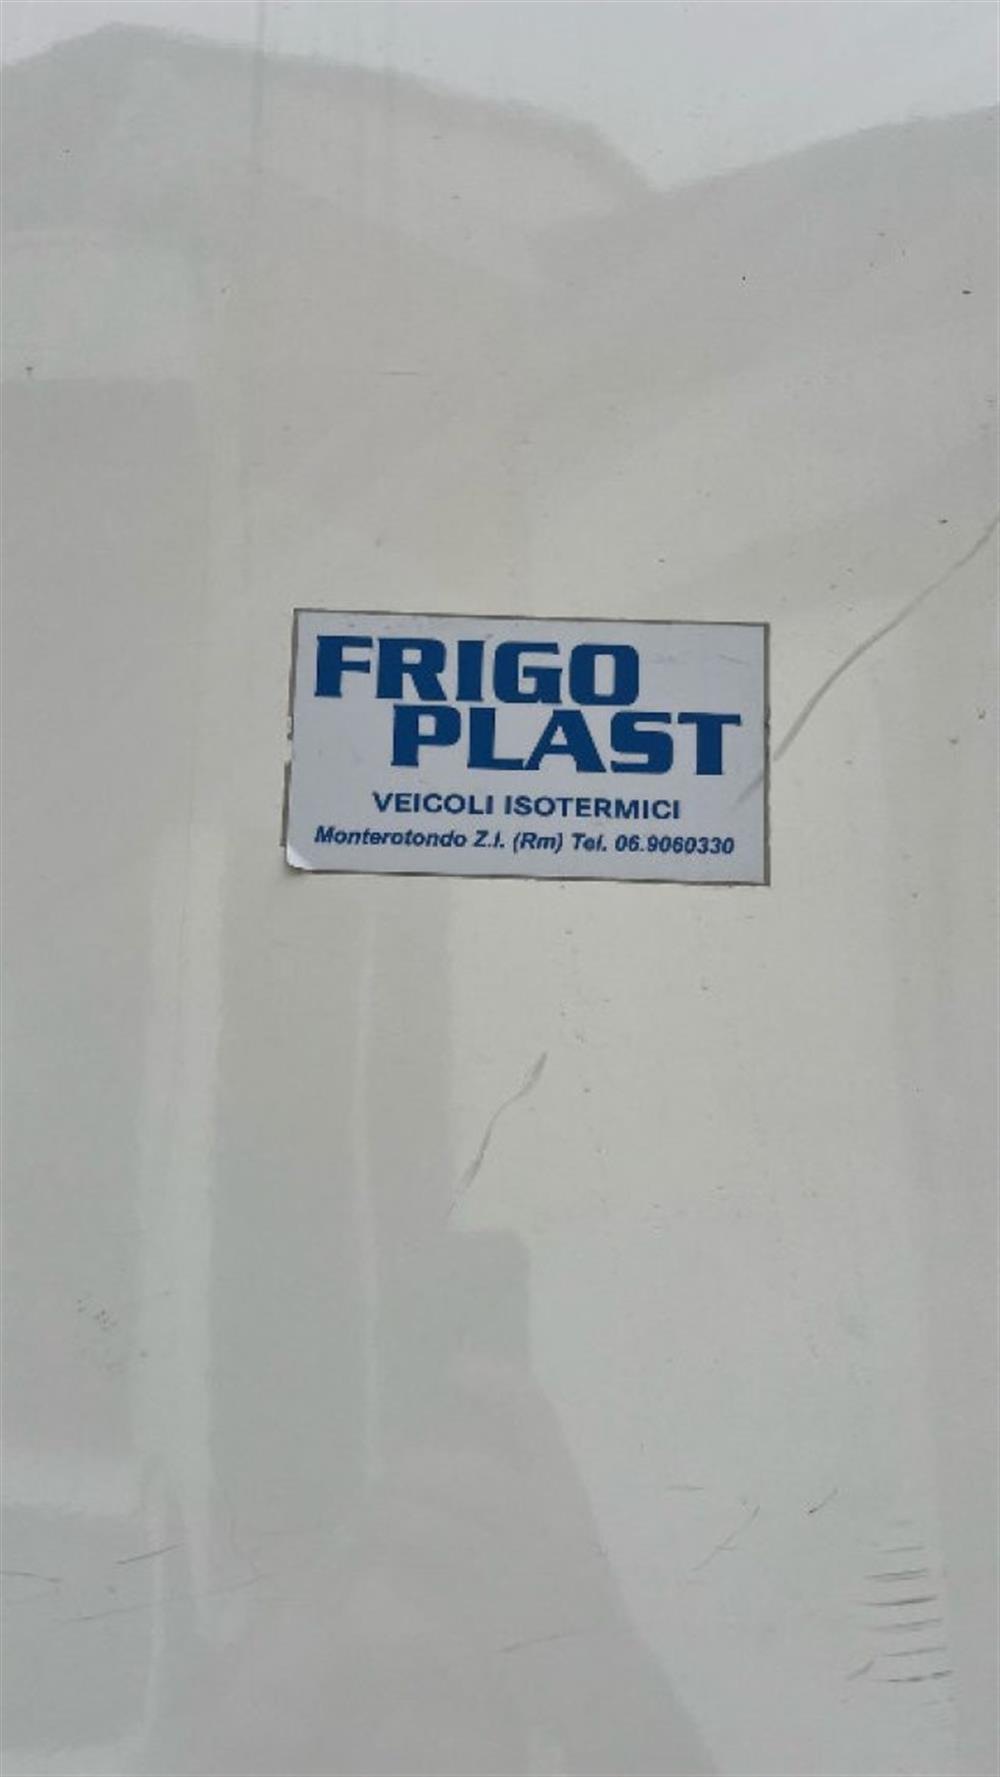 FRIGO
PLAST
VEICOLI ISOTERMICI
Monterotondo Z.I. (Rm) Tel. 06.9060330